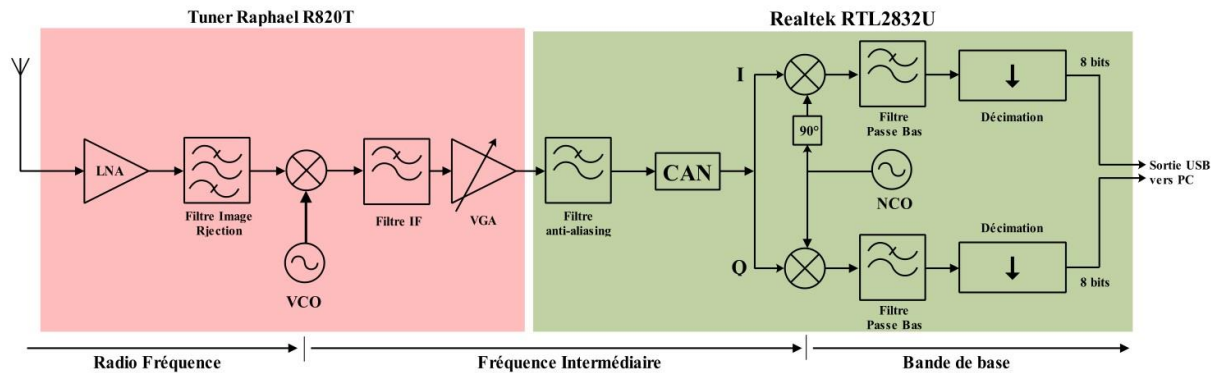 Tuner Raphael R820T
Realtek RTL2832U
LNA
Filtre Image
Rjection
VCO
Filtre IF
VGA
Filtre
anti-aliasing
CAN
I
Q
90°
NCO
Filtre
Passe Bas
Décimation
8 bits
Filtre
Passe Bas
Décimation
8 bits
Sortie USB
vers PC
Radio Fréquence
Fréquence Intermédiaire
Bande de base